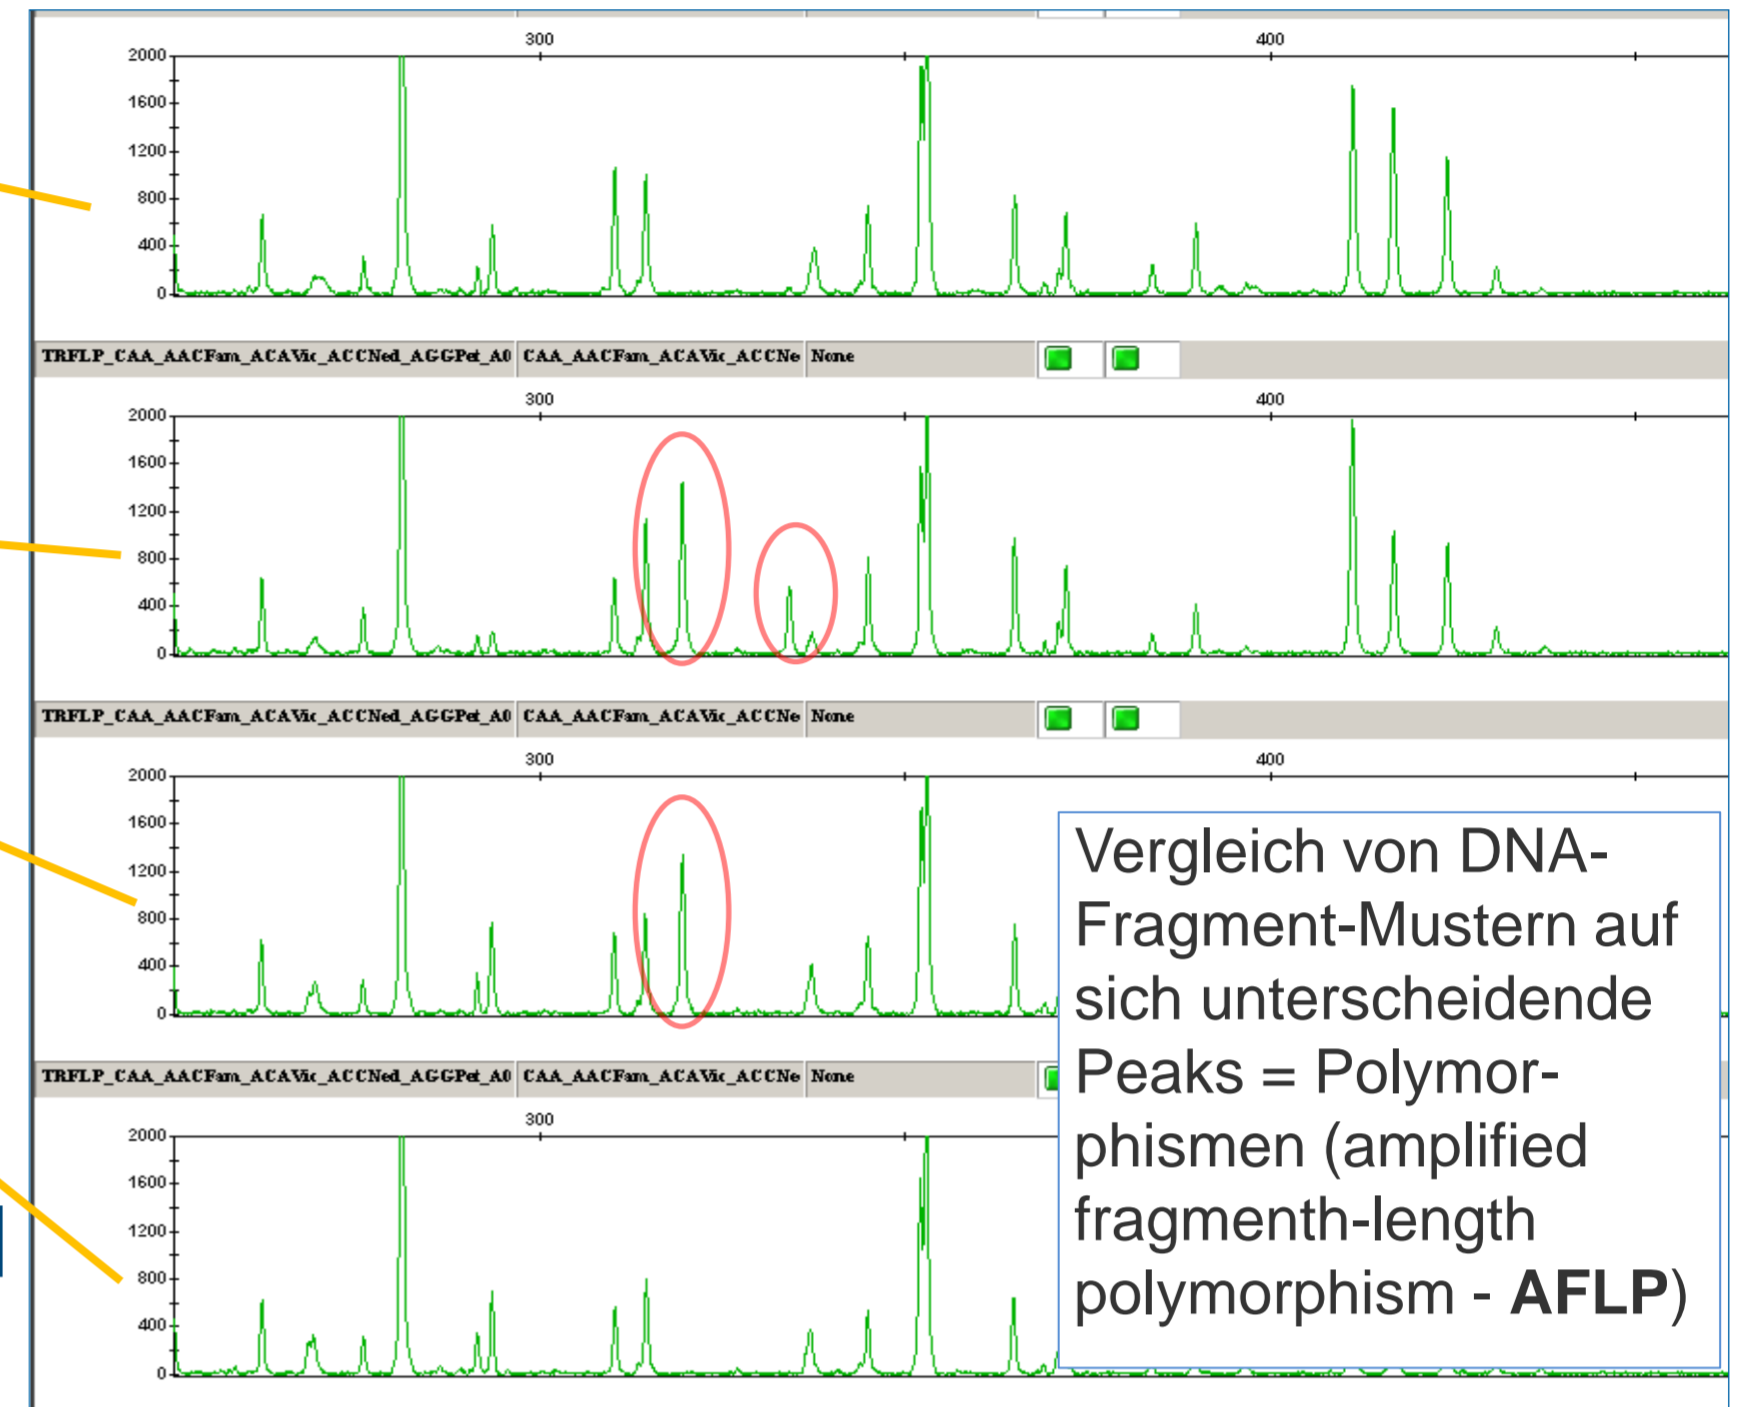 300 400
2000
1600
1200
800
400
0
TRFLP_CAA_AACFam_ACAVic_ACCNed_AGGPet_A0 CAA_AACFam_ACAVic_ACCNe None
300 400
2000
1600
1200
800
400
0
TRFLP_CAA_AACFam_ACAVic_ACCNed_AGGPet_A0 CAA_AACFam_ACAVic_ACCNe None
300 400
2000
1600
1200
800
400
0
TRFLP_CAA_AACFam_ACAVic_ACCNed_AGGPet_A0 CAA_AACFam_ACAVic_ACCNe None
300
2000
1600
1200
800
400
0
Vergleich von DNA-
Fragment-Mustern auf
sich unterscheidende
Peaks = Polymor-
phismen (amplified
fragmenth-length
polymorphism - AFLP)